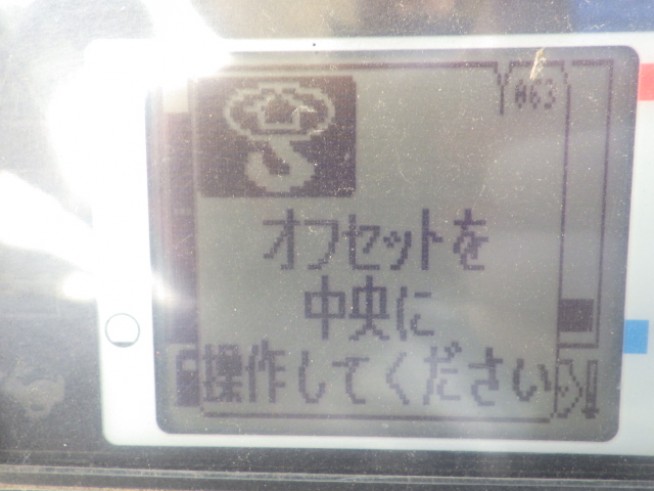 Y063
オフセットを
中央に
操作してください